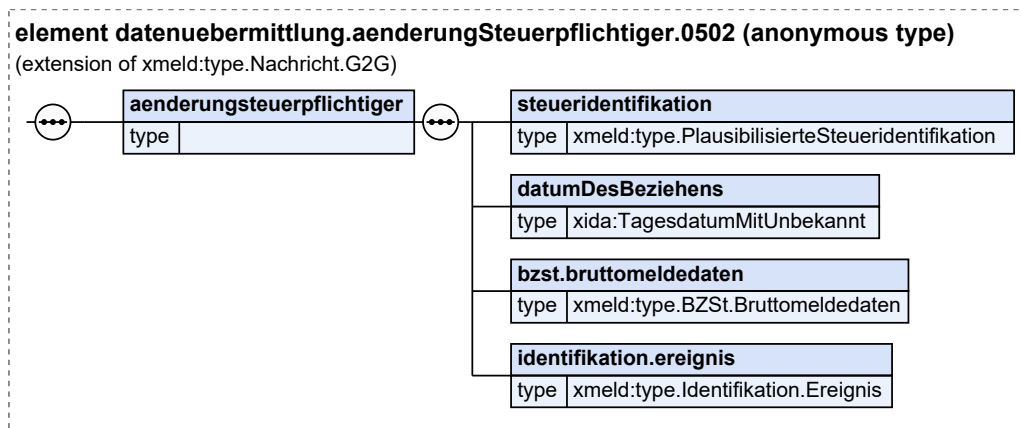 element datenuebermittlung.aenderungSteuerpflichtiger.0502 (anonymous type)
(extension of xmeld:type.Nachricht.G2G)
aenderungsteuerpflichtiger
type
steueridentifikation
type xmeld:type.PlausibilisierteSteueridentifikation
datumDesBeziehens
type xida:TagesdatumMitUnbekannt
bzst.bruttomeldedaten
type xmeld:type.BZSt.Bruttomeldedaten
identifikation.ereignis
type xmeld:type.Identifikation.Ereignis